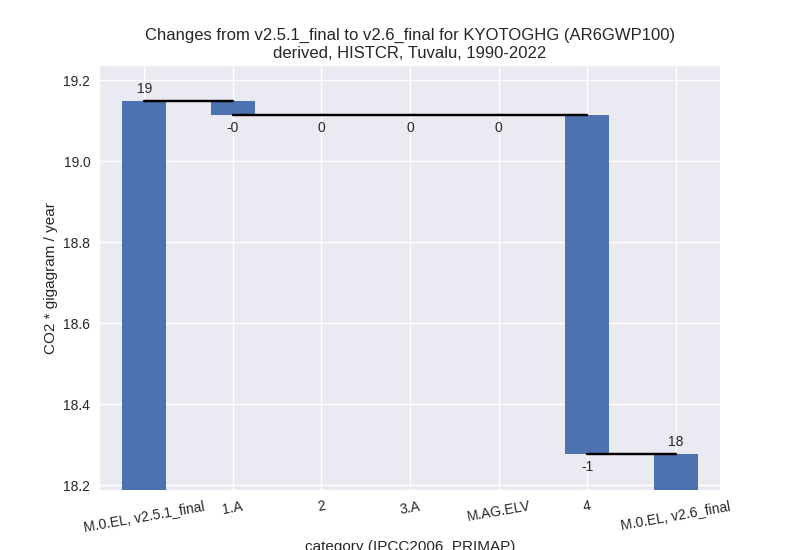 Changes from v2.5.1_final to v2.6_final for KYOTOGHG (AR6GWP100)
derived, HISTCR, Tuvalu, 1990-2022
19.2
19.0
18.8
18.6
18.4
18.2
CO2 * gigagram / year
19
-0
0
0
0
-1
18
M.0.EL, v2.5.1_final
1.A
2
3.A
M.AG.ELV
4
M.0.EL, v2.6_final
category (IPCC2006_PRIMAP)